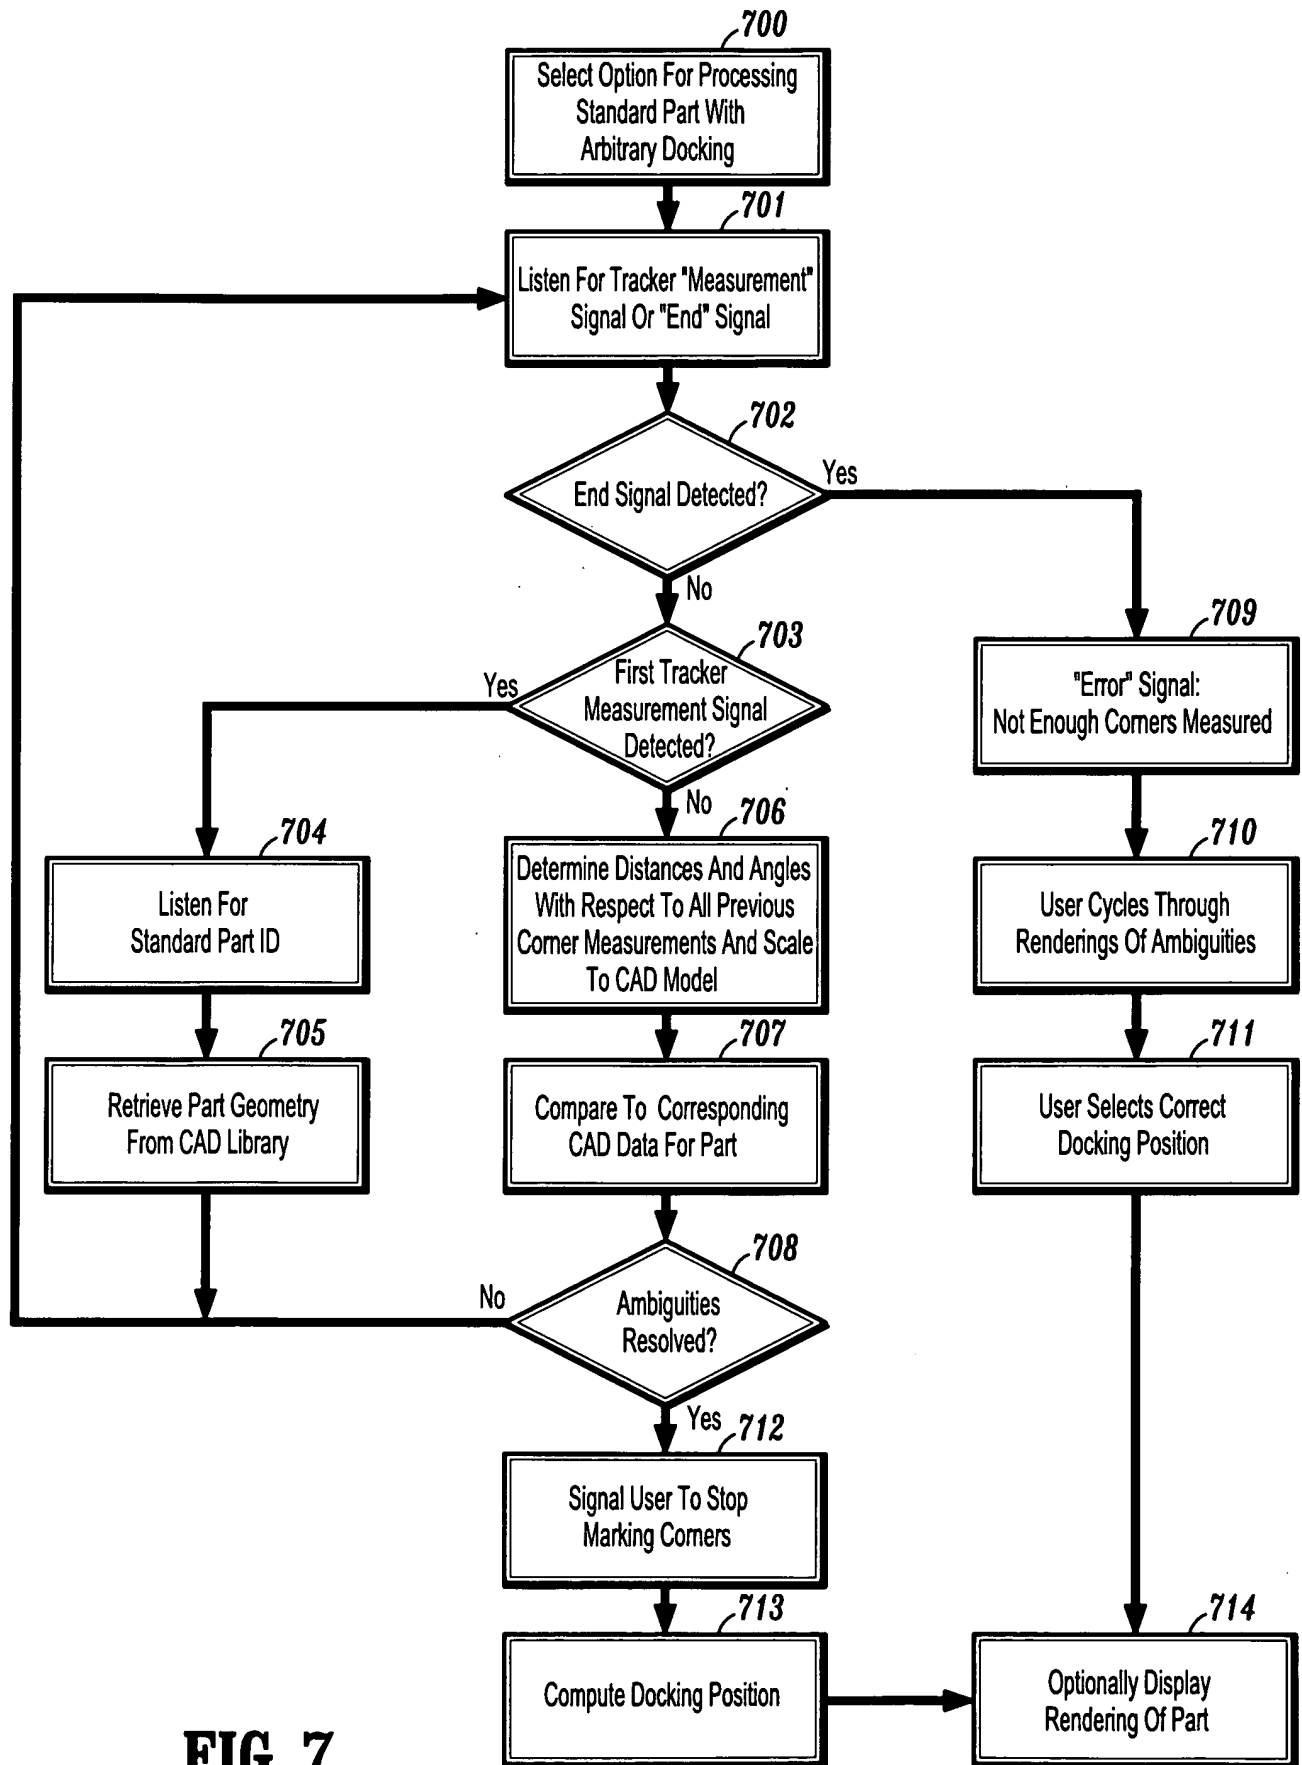 700
Select Option For Processing
Standard Part With
Arbitrary Docking
701
Listen For Tracker "Measurement"
Signal Or "End" Signal
702
End Signal Detected?
Yes
No
703
First Tracker
Measurement Signal
Detected?
Yes
No
704
Listen For
Standard Part ID
705
Retrieve Part Geometry
From CAD Library
706
Determine Distances And Angles
With Respect To All Previous
Corner Measurements And Scale
To CAD Model
707
Compare To Corresponding
CAD Data For Part
708
Ambiguities
Resolved?
No
Yes
709
"Error" Signal:
Not Enough Corners Measured
710
User Cycles Through
Renderings Of Ambiguities
711
User Selects Correct
Docking Position
712
Signal User To Stop
Marking Corners
713
Compute Docking Position
714
Optionally Display
Rendering Of Part
FIG. 7